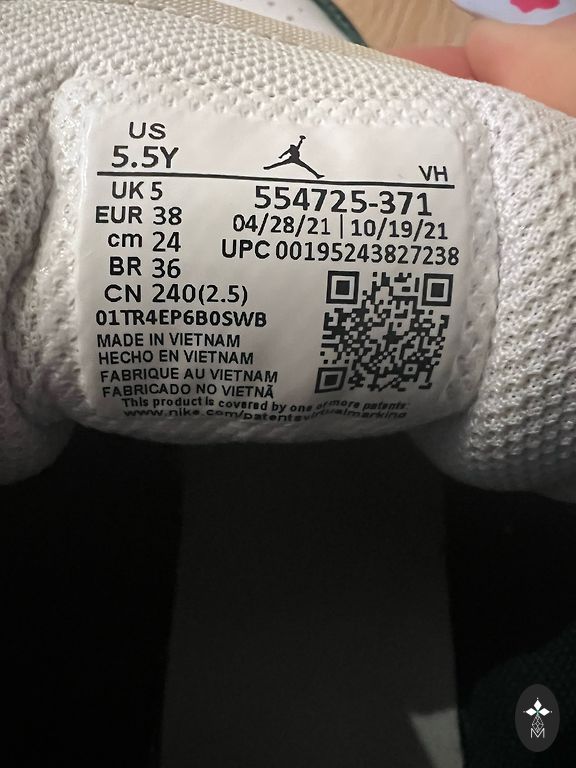 US
5.5Y
VH
UK 5
EUR 38
cm 24
BR 36
CN 240(2.5)
554725-371
04/28/21 | 10/19/21
UPC 00195243827238
01TR4EP6B0SWB
MADE IN VIETNAM
HECHO EN VIETNAM
FABRIQUE AU VIETNAM
FABRICADO NO VIETNÃ
This product is covered by one or more patents:
www.nike.com/patentsvirtualmarking
M